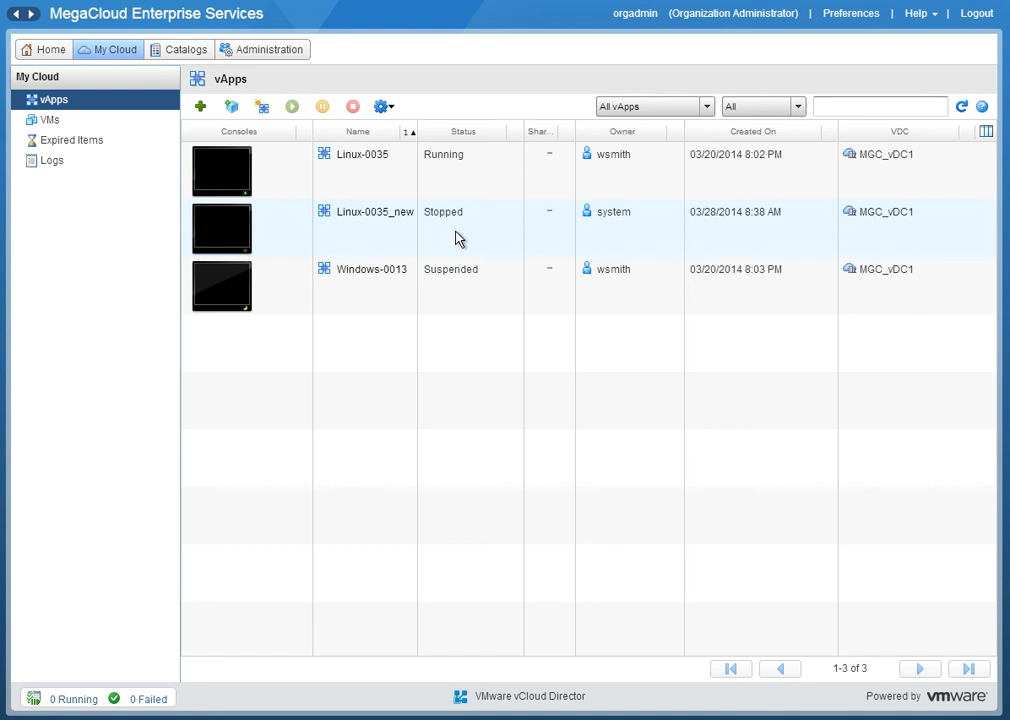 MegaCloud Enterprise Services
orgadmin (Organization Administrator) | Preferences | Help | Logout
Home My Cloud Catalogs Administration
My Cloud
vApps
VMs
Expired Items
Logs
vApps
All vApps All
Consoles Name 1 Status Shar... Owner Created On VDC
Linux-0035 Running – wsmith 03/20/2014 8:02 PM MGC_vDC1
Linux-0035_new Stopped – system 03/28/2014 8:38 AM MGC_vDC1
Windows-0013 Suspended – wsmith 03/20/2014 8:03 PM MGC_vDC1
1-3 of 3
0 Running 0 Failed
VMware vCloud Director
Powered by vmware